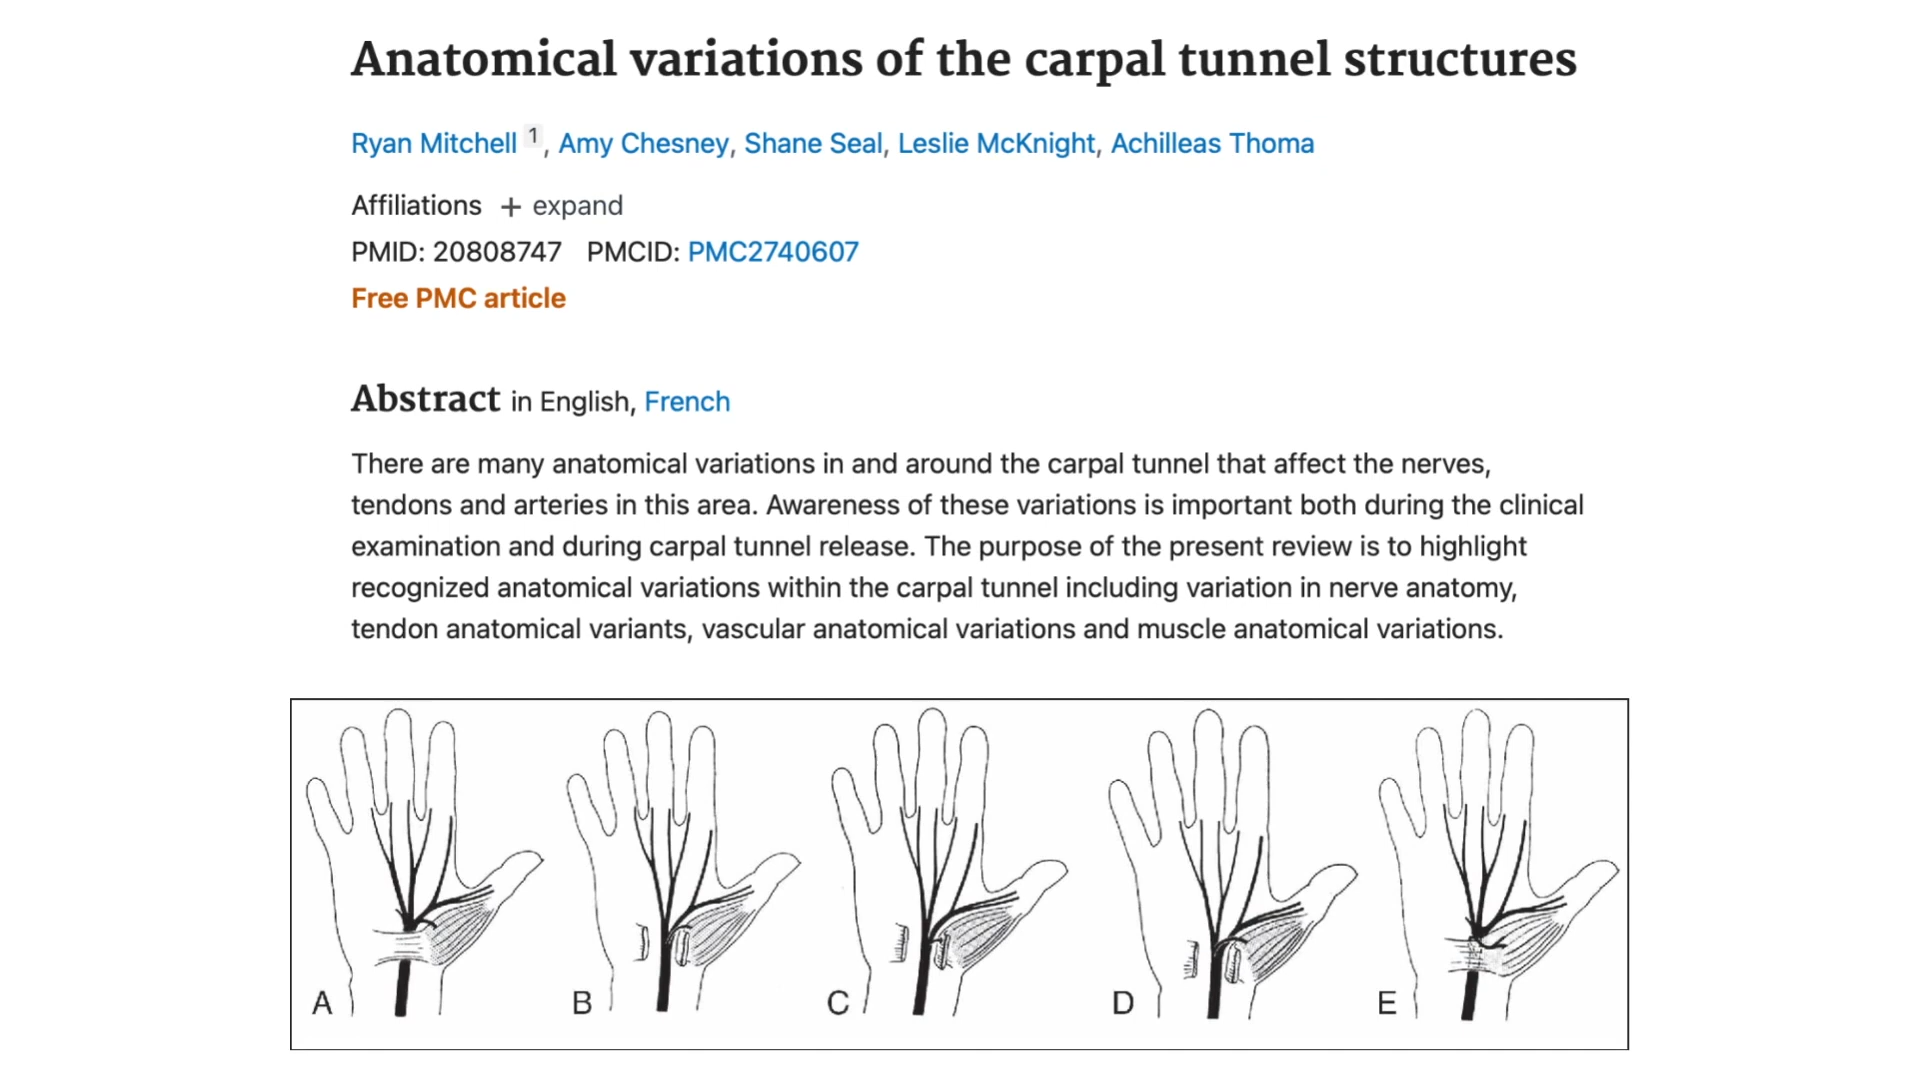 Anatomical variations of the carpal tunnel structures
Ryan Mitchell 1, Amy Chesney, Shane Seal, Leslie McKnight, Achilleas Thoma
Affiliations + expand
PMID: 20808747 PMCID: PMC2740607
Free PMC article
Abstract in English, French
There are many anatomical variations in and around the carpal tunnel that affect the nerves,
tendons and arteries in this area. Awareness of these variations is important both during the clinical
examination and during carpal tunnel release. The purpose of the present review is to highlight
recognized anatomical variations within the carpal tunnel including variation in nerve anatomy,
tendon anatomical variants, vascular anatomical variations and muscle anatomical variations.
A B C D E